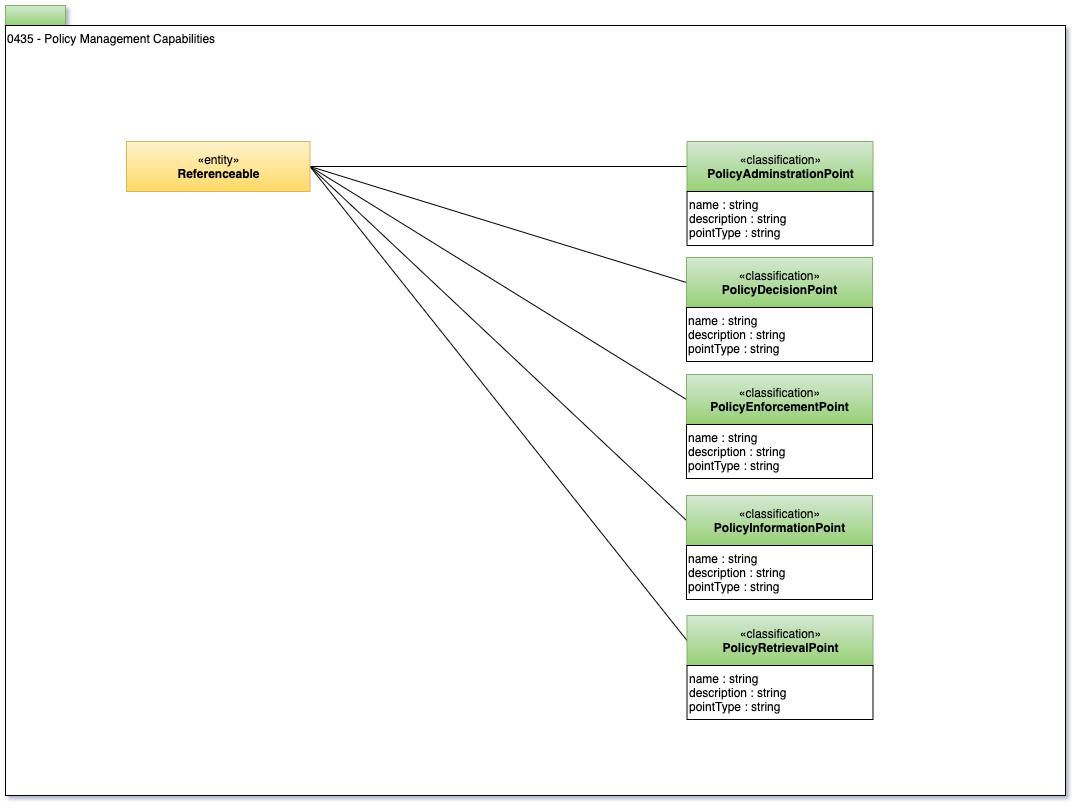 0435 - Policy Management Capabilities
«entity»
Referenceable
«classification»
PolicyAdminstrationPoint
name : string
description : string
pointType : string
«classification»
PolicyDecisionPoint
name : string
description : string
pointType : string
«classification»
PolicyEnforcementPoint
name : string
description : string
pointType : string
«classification»
PolicyInformationPoint
name : string
description : string
pointType : string
«classification»
PolicyRetrievalPoint
name : string
description : string
pointType : string